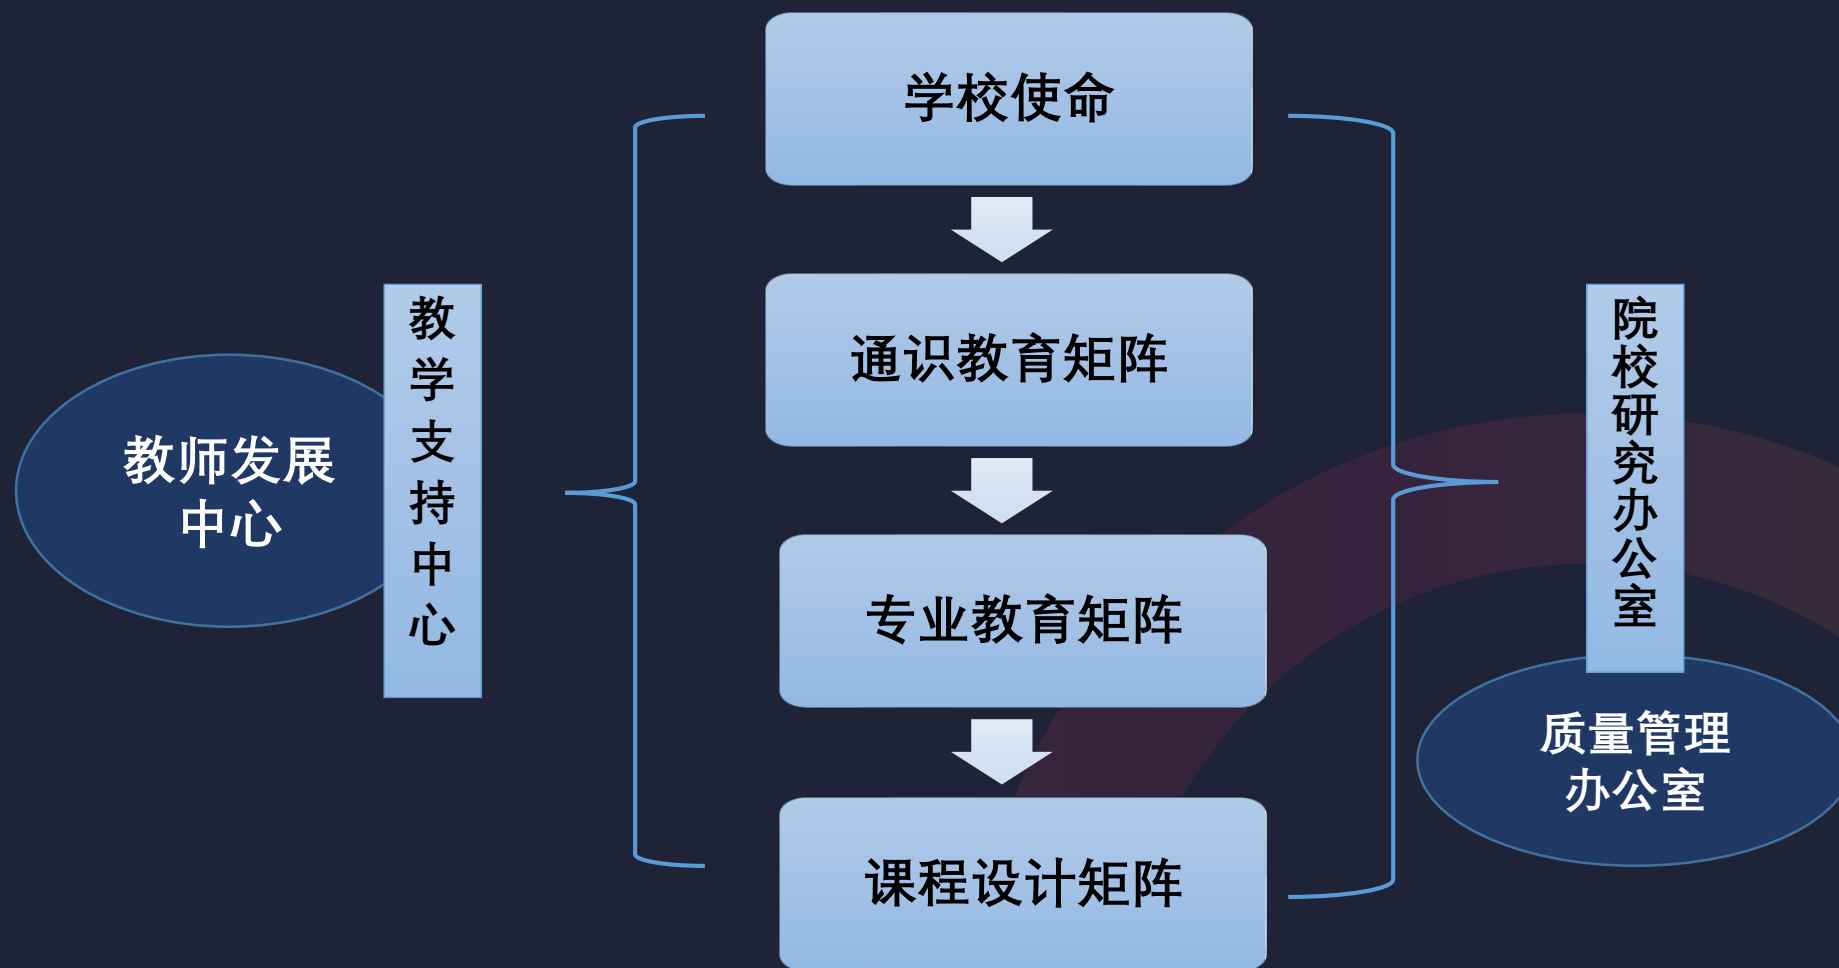 学校使命
通识教育矩阵
专业教育矩阵
课程设计矩阵
教师发展
中心
教学支持中心
院校研究办公室
质量管理
办公室